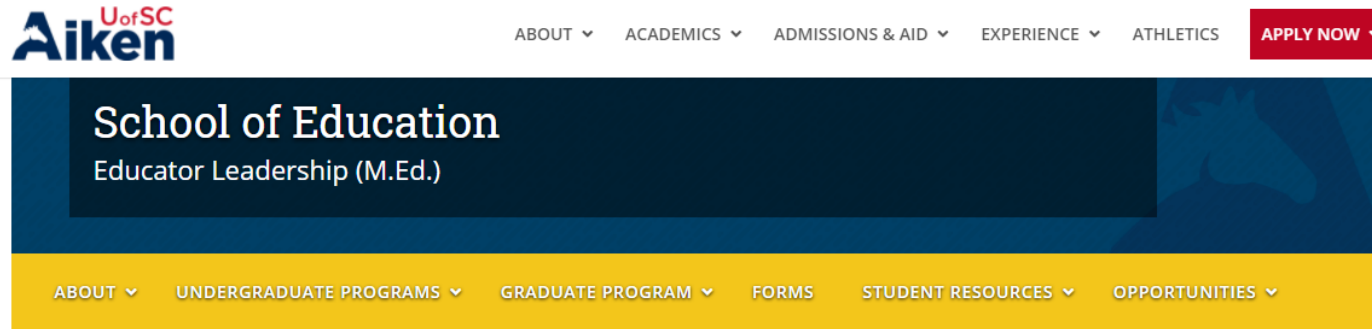 UofSC
Aiken
ABOUT ACADEMICS ADMISSIONS & AID EXPERIENCE ATHLETICS APPLY NOW
School of Education
Educator Leadership (M.Ed.)
ABOUT UNDERGRADUATE PROGRAMS GRADUATE PROGRAM FORMS STUDENT RESOURCES OPPORTUNITIES